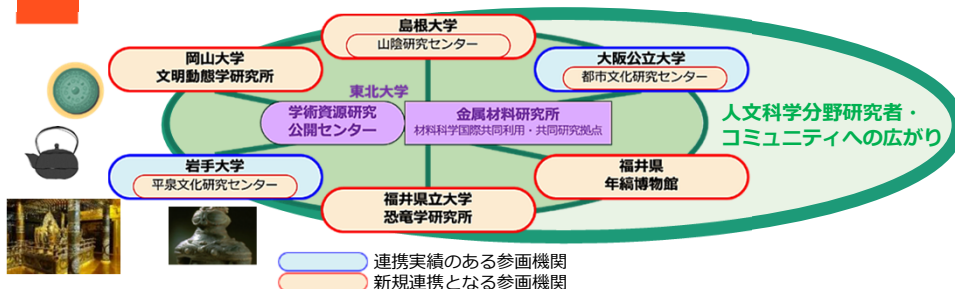 島根大学
山陰研究センター
岡山大学
文明動態学研究所
大阪公立大学
都市文化研究センター
東北大学
学術資源研究
公開センター
金属材料研究所
材料科学国際共同利用・共同研究拠点
人文科学分野研究者・
コミュニティへの広がり
岩手大学
平泉文化研究センター
福井県
年縞博物館
福井県立大学
恐竜学研究所
連携実績のある参画機関
新規連携となる参画機関